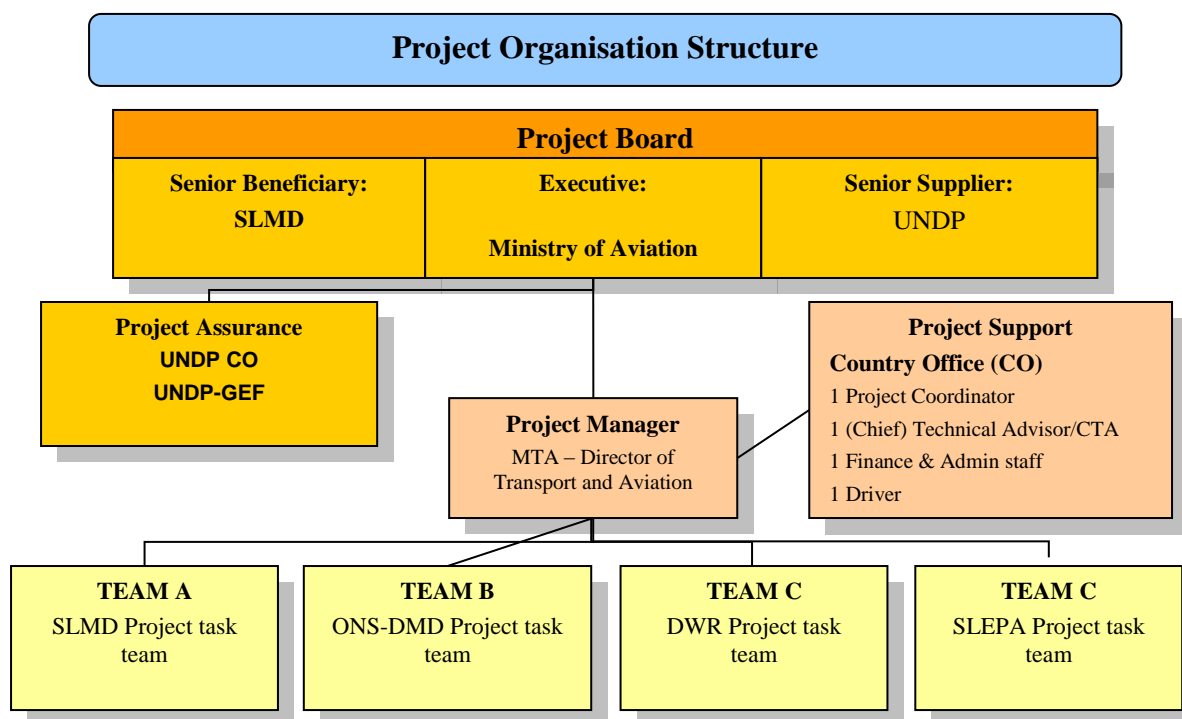 Project Organisation Structure
Project Board
Senior Beneficiary:
SLMD
Executive:
Ministry of Aviation
Senior Supplier:
UNDP
Project Assurance
UNDP CO
UNDP-GEF
Project Support
Country Office (CO)
1 Project Coordinator
1 (Chief) Technical Advisor/CTA
1 Finance & Admin staff
1 Driver
Project Manager
MTA – Director of
Transport and Aviation
TEAM A
SLMD Project task
team
TEAM B
ONS-DMD Project task
team
TEAM C
DWR Project task
team
TEAM C
SLEPA Project task
team